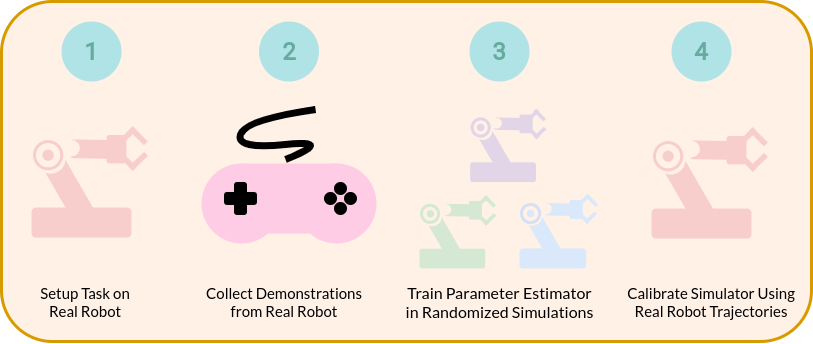 1
2
3
4
Setup Task on
Real Robot
Collect Demonstrations
from Real Robot
Train Parameter Estimator
in Randomized Simulations
Calibrate Simulator Using
Real Robot Trajectories